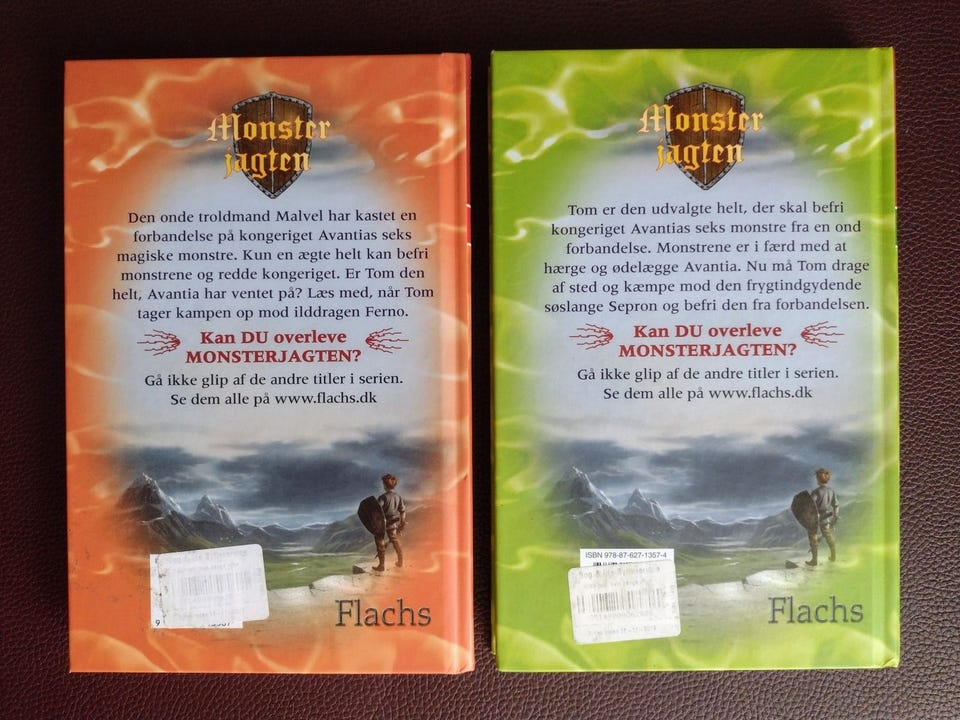 Monster
jagten
Den onde troldmand Malvel har kastet en
forbandelse på kongeriget Avantias seks
magiske monstre. Kun en ægte helt kan befri
monstrene og redde kongeriget. Er Tom den
helt, Avantia har ventet på? Læs med, når Tom
tager kampen op mod ilddragen Ferno.
Kan DU overleve
MONSTERJAGTEN?
Gå ikke glip af de andre titler i serien.
Se dem alle på www.flachs.dk
9
Flachs
Monster
jagten
Tom er den udvalgte helt, der skal befri
kongeriget Avantias seks monstre fra en ond
forbandelse. Monstrene er i færd med at
hærge og ødelægge Avantia. Nu må Tom drage
af sted og kæmpe mod den frygtindgydende
søslange Sepron og befri den fra forbandelsen.
Kan DU overleve
MONSTERJAGTEN?
Gå ikke glip af de andre titler i serien.
Se dem alle på www.flachs.dk
ISBN 978-87-627-1357-4
Flachs